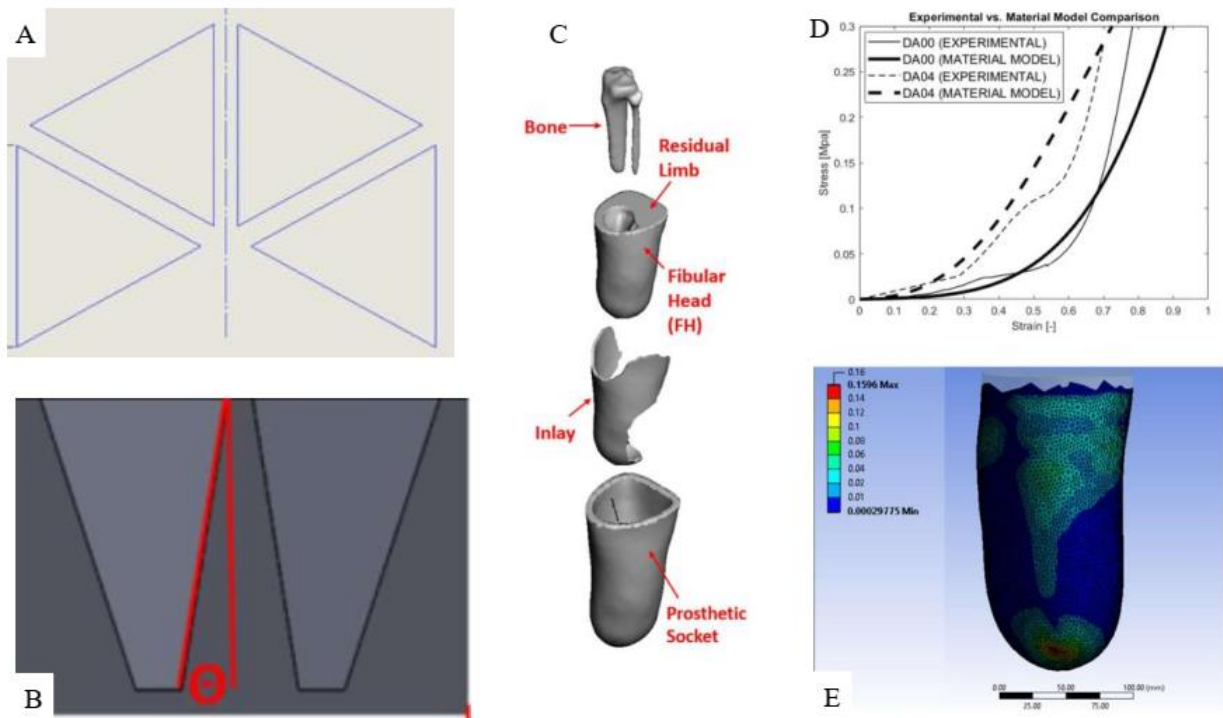 A
B
Θ
C
Bone
Residual
Limb
Fibular
Head
(FH)
Inlay
Prosthetic
Socket
D
Experimental vs. Material Model Comparison
DA00 (EXPERIMENTAL)
DA00 (MATERIAL MODEL)
DA04 (EXPERIMENTAL)
DA04 (MATERIAL MODEL)
Stress [Mpa]
0.3
0.25
0.2
0.15
0.1
0.05
0
0 0.1 0.2 0.3 0.4 0.5 0.6 0.7 0.8 0.9 1
Strain [-]
0.16
0.1596 Max
0.14
0.12
0.1
0.08
0.06
0.04
0.02
0.01
0.00029775 Min
E
0.00 50.00 100.00 (mm)
25.00 75.00